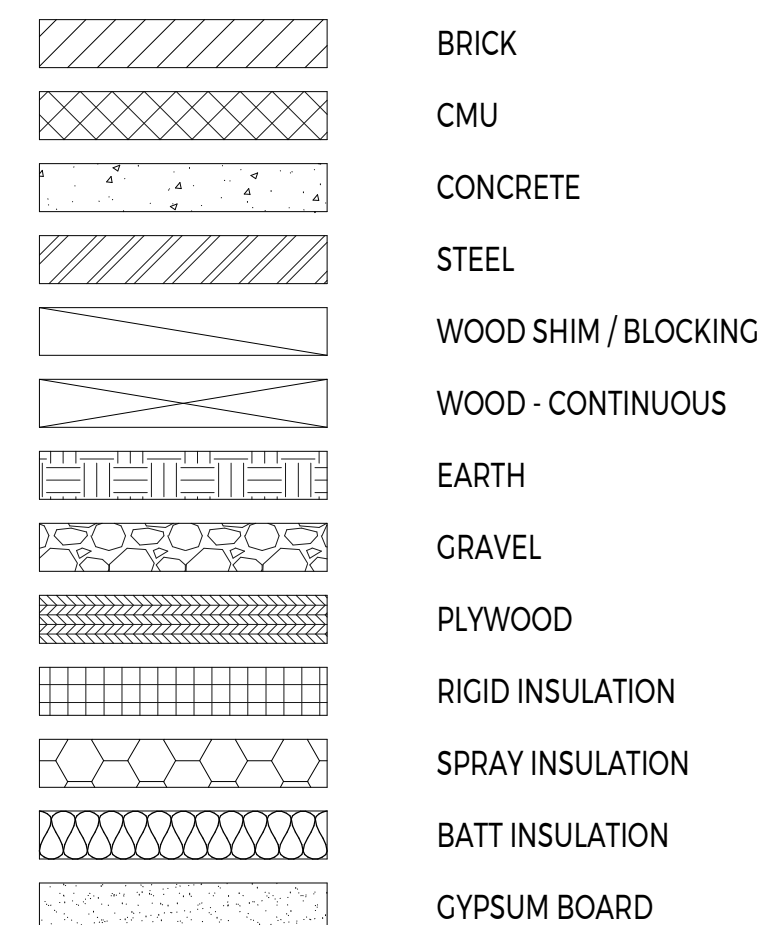 BRICK
CMU
CONCRETE
STEEL
WOOD SHIM / BLOCKING
WOOD - CONTINUOUS
EARTH
GRAVEL
PLYWOOD
RIGID INSULATION
SPRAY INSULATION
BATT INSULATION
GYPSUM BOARD